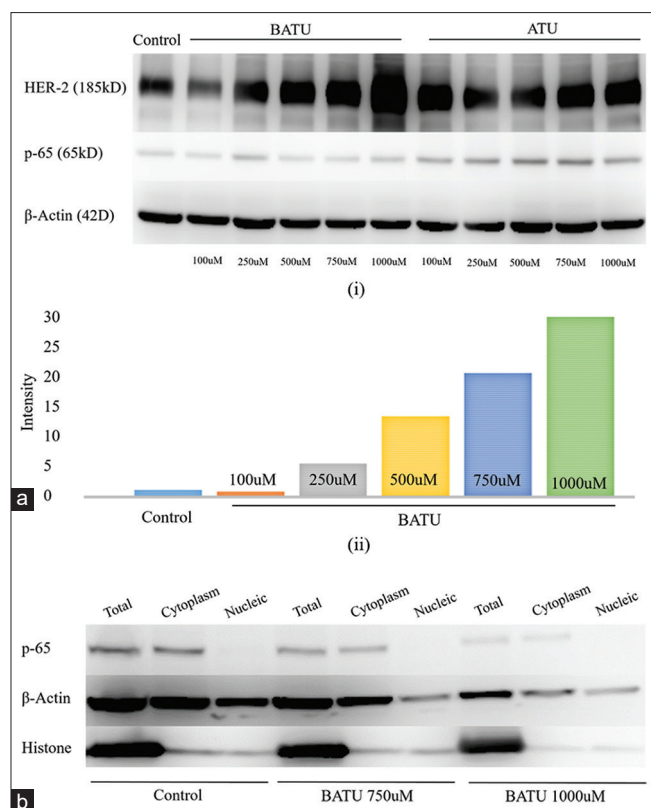 Control BATU ATU
HER-2 (185kD)
p-65 (65kD)
β-Actin (42D)
100uM 250uM 500uM 750uM 1000uM 100uM 250uM 500uM 750uM 1000uM
(i)
30
20
15
10
5
0
Intensity
100uM 250uM 500uM 750uM 1000uM
a
Control BATU
(ii)
Total Cytoplasm Nucleic Total Cytoplasm Nucleic Total Cytoplasm Nucleic
p-65
β-Actin
Histone
b
Control BATU 750uM BATU 1000uM